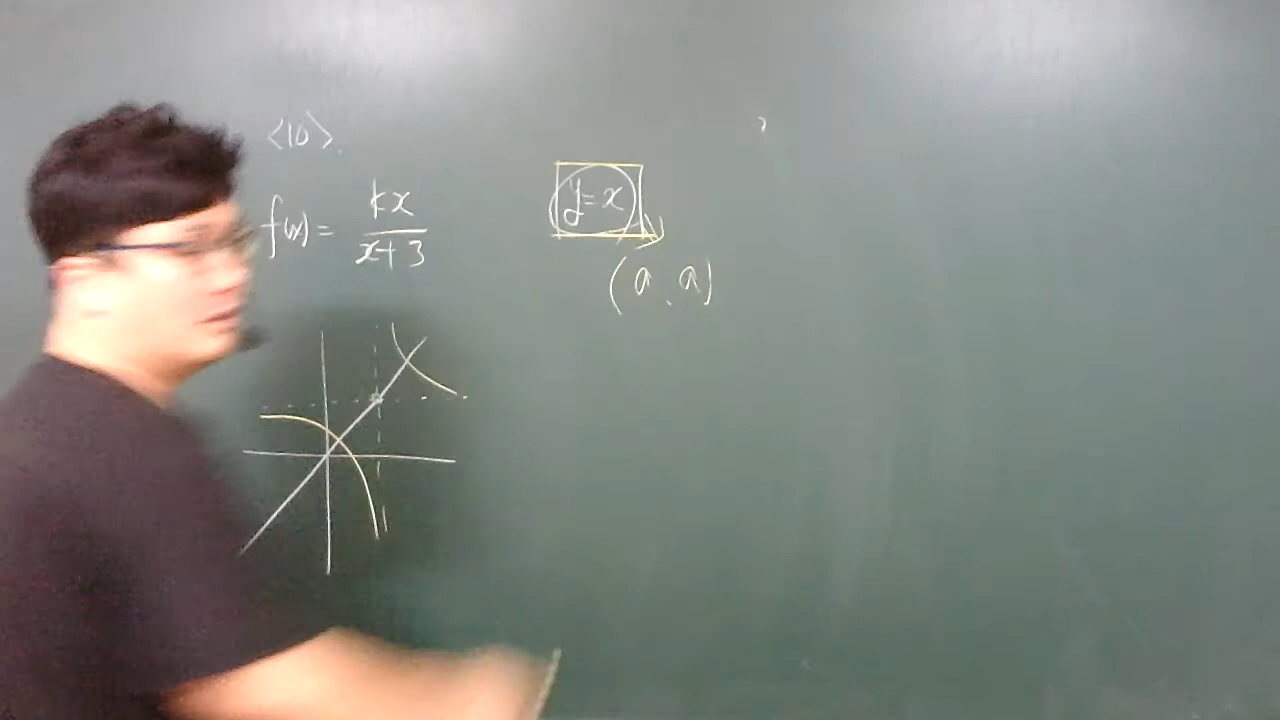 <10>.
f(x) = kx / x+3
y = x
(a, a)